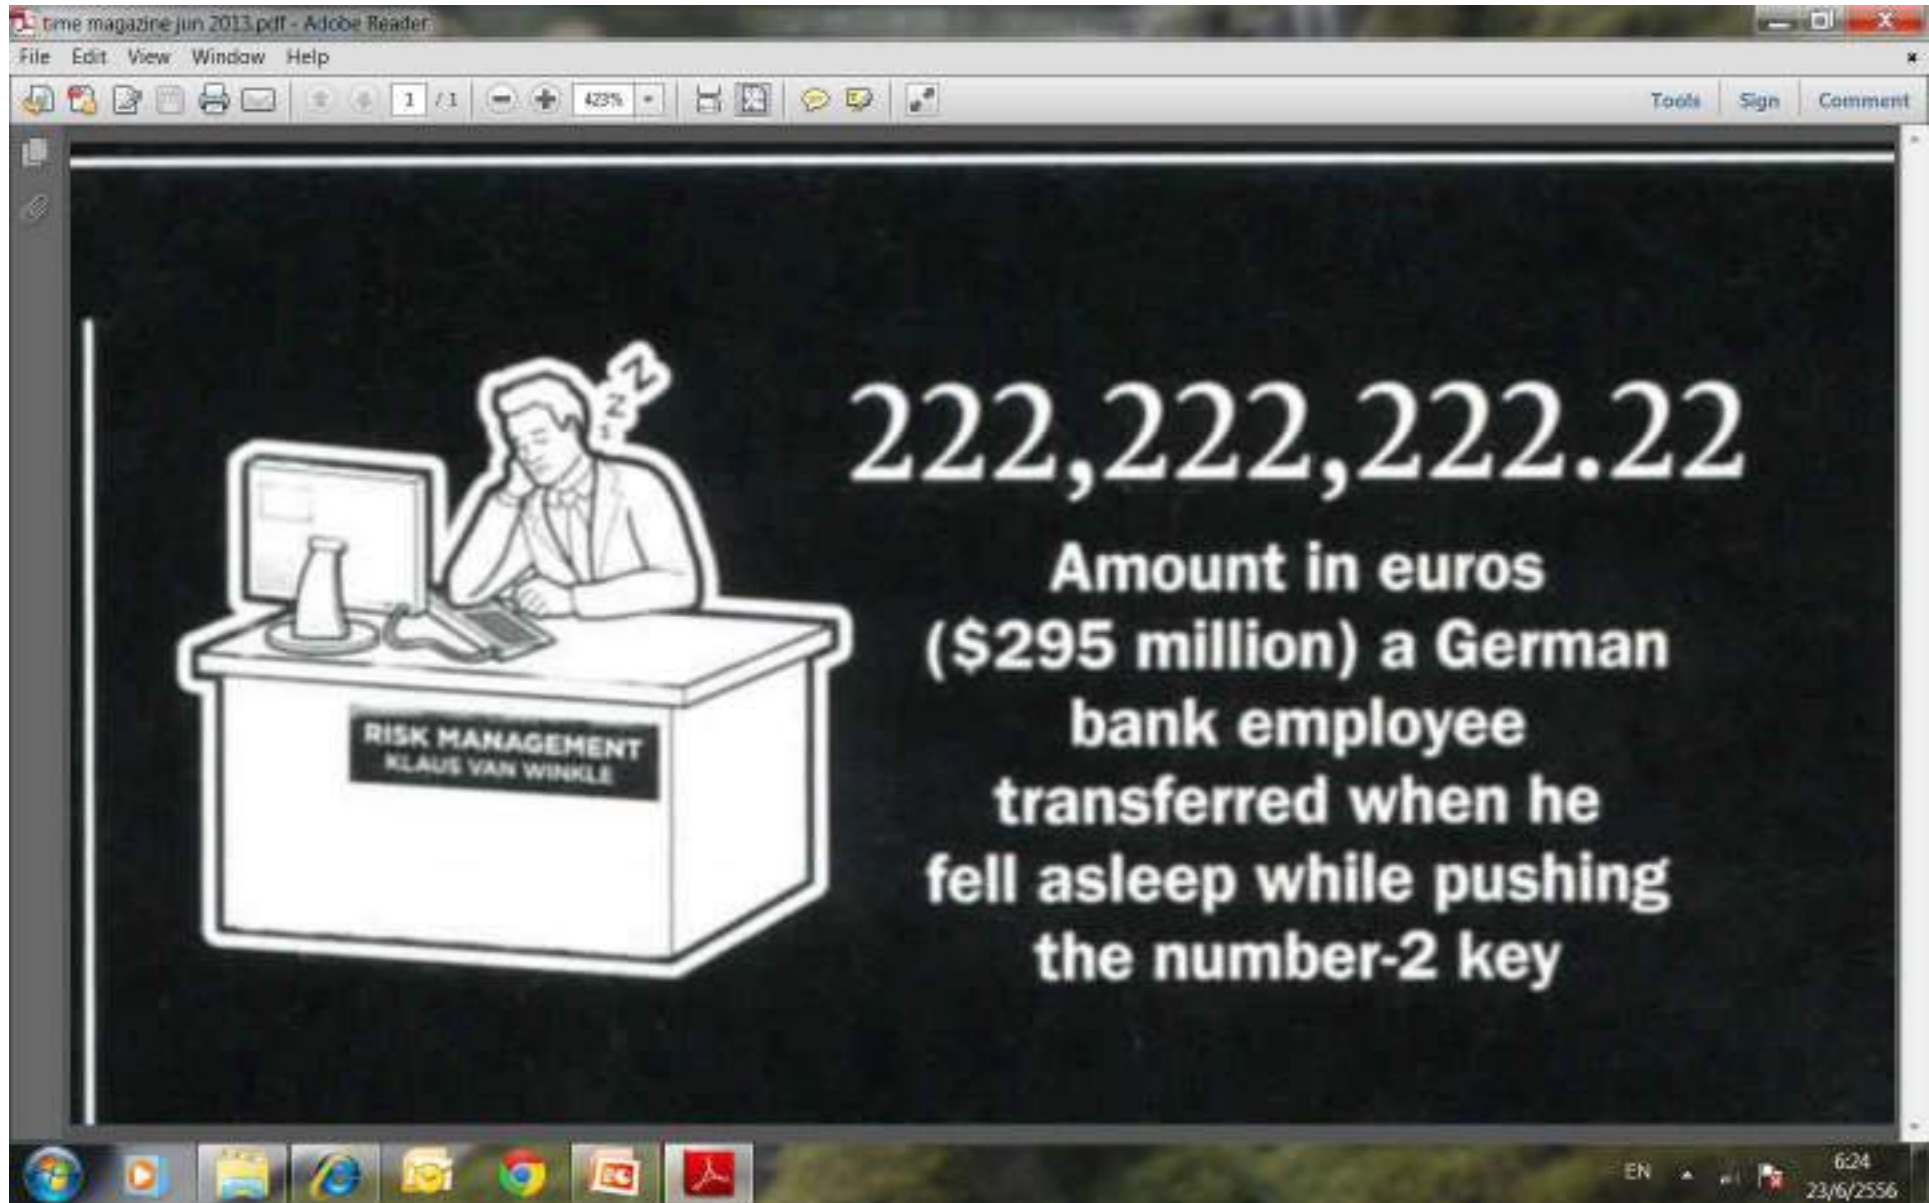 time magazine jun 2013.pdf - Adobe Reader
File Edit View Window Help
1 / 1 423% Tools Sign Comment
z
Z
Z
222,222,222.22
Amount in euros
($295 million) a German
bank employee
transferred when he
fell asleep while pushing
the number-2 key
RISK MANAGEMENT
KLAUS VAN WINKLE
EN
6:24
23/6/2556